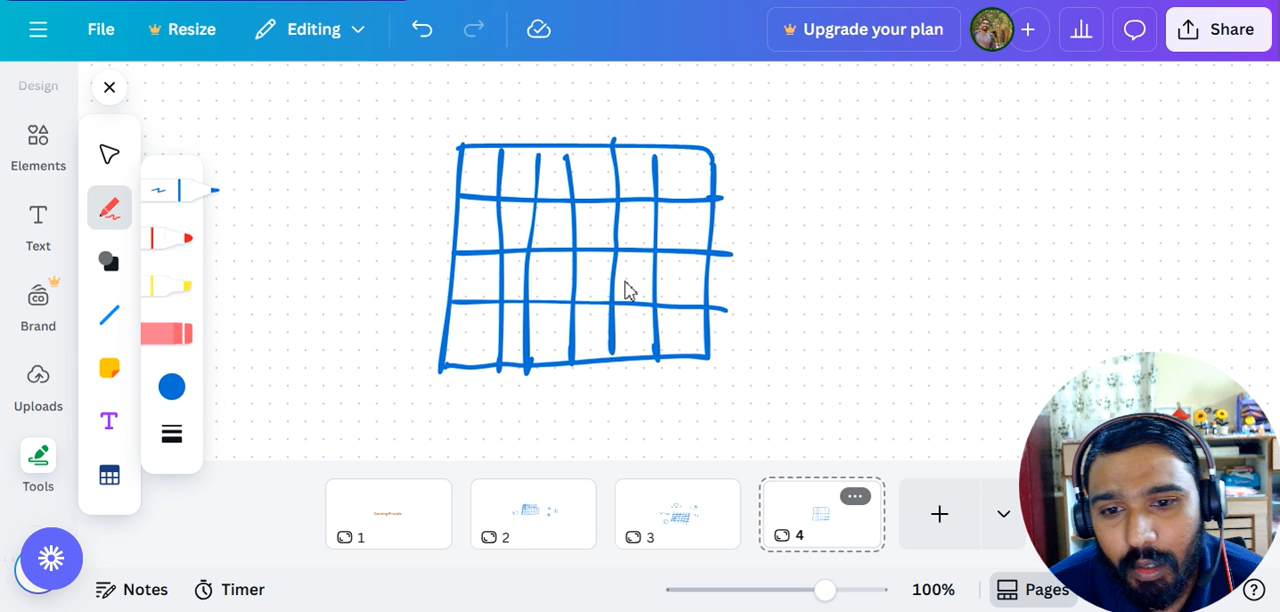 File
Resize
Editing
Upgrade your plan
Share
Design
Elements
Text
Brand
Uploads
Tools
1
2
3
4
Notes
Timer
100%
Pages